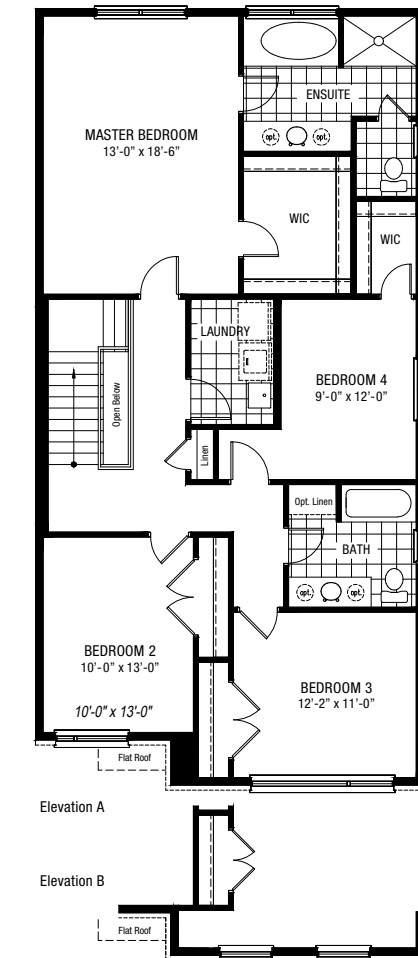 ENSUITE
MASTER BEDROOM
13'-0" x 18'-6"
opt.
opt.
WIC
WIC
LAUNDRY
BEDROOM 4
9'-0" x 12'-0"
Open Below
Linen
Opt. Linen
BATH
opt.
opt.
BEDROOM 2
10'-0" x 13'-0"
BEDROOM 3
12'-2" x 11'-0"
10'-0" x 13'-0"
Flat Roof
Elevation A
Elevation B
Flat Roof